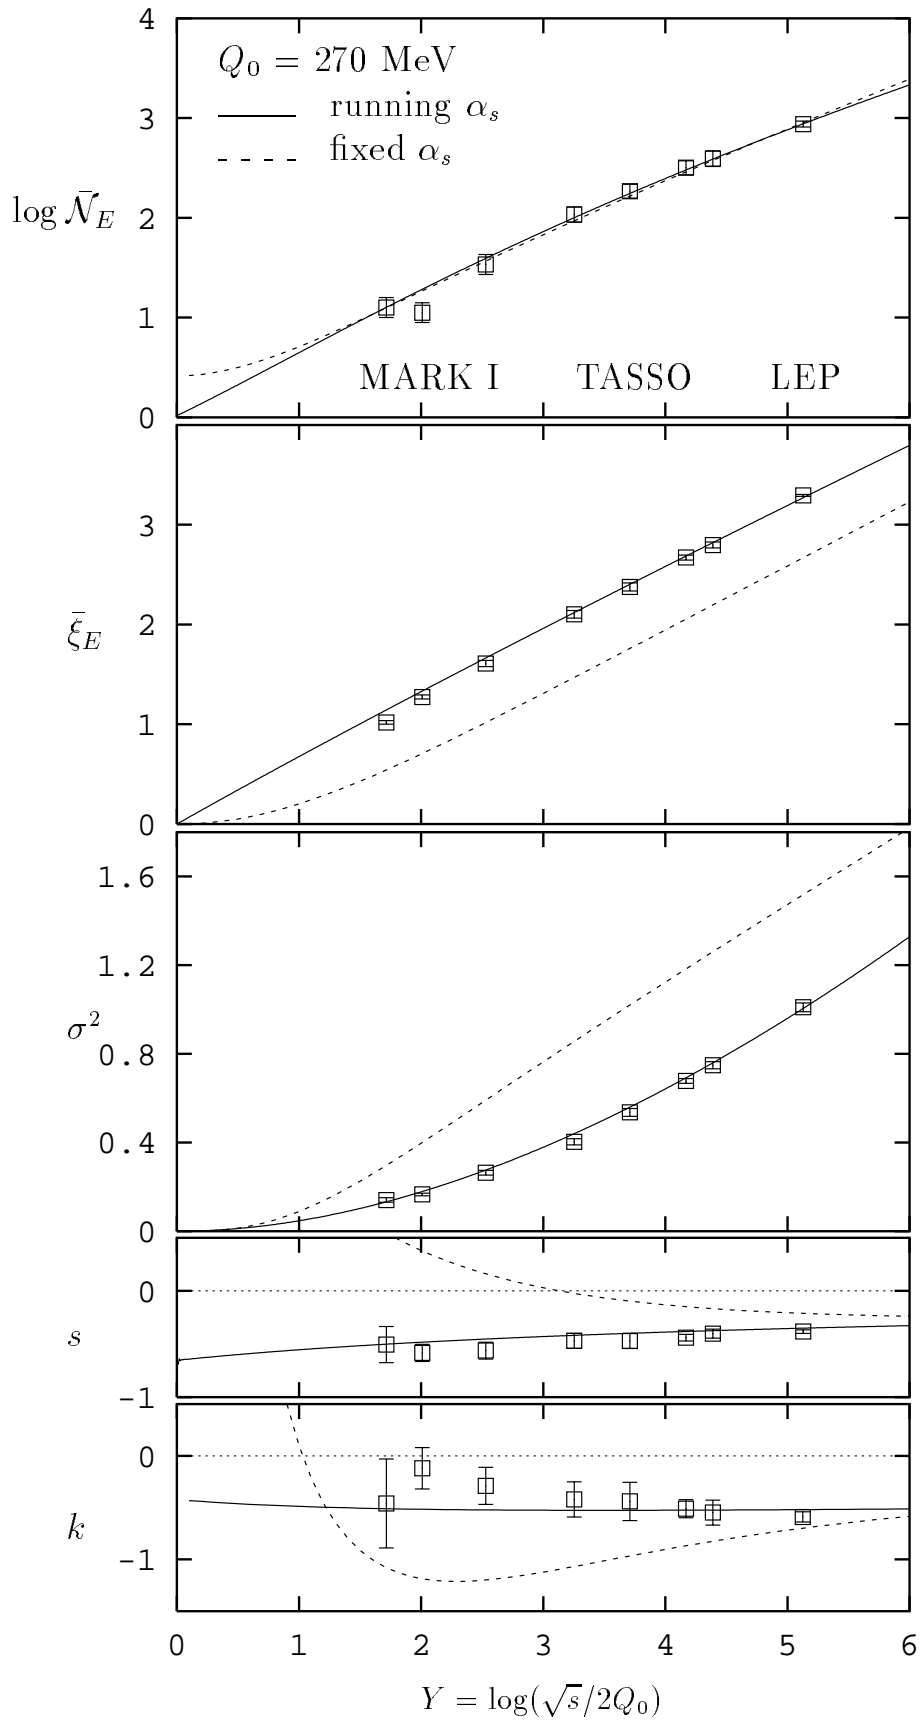 4
Q₀ = 270 MeV
running αₛ
fixed αₛ
3
log 𝒩̄_E
2
1
MARK I TASSO LEP
0
3
ξ̄_E
2
1
0
1.6
1.2
σ²
0.8
0.4
0
0
s
-1
1
0
k
-1
0 1 2 3 4 5 6
Y = log(√s/2Q₀)